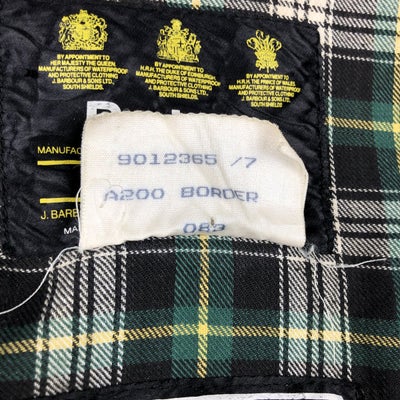 BY APPOINTMENT TO
HER MAJESTY THE QUEEN,
MANUFACTURERS OF WATERPROOF
AND PROTECTIVE CLOTHING
J. BARBOUR & SONS LTD.,
SOUTH SHIELDS.
BY APPOINTMENT TO
H.R.H. THE DUKE OF EDINBURGH,
MANUFACTURERS OF WATERPROOF
AND PROTECTIVE CLOTHING
J. BARBOUR & SONS LTD.,
SOUTH SHIELDS.
BY APPOINTMENT TO
H.R.H. THE PRINCE OF WALES,
MANUFACTURERS OF WATERPROOF
AND PROTECTIVE CLOTHING
J. BARBOUR & SONS LTD.,
SOUTH SHIELDS.
MANUFAC
J. BARB
MA
9012365 /7
A200 BORDER
083